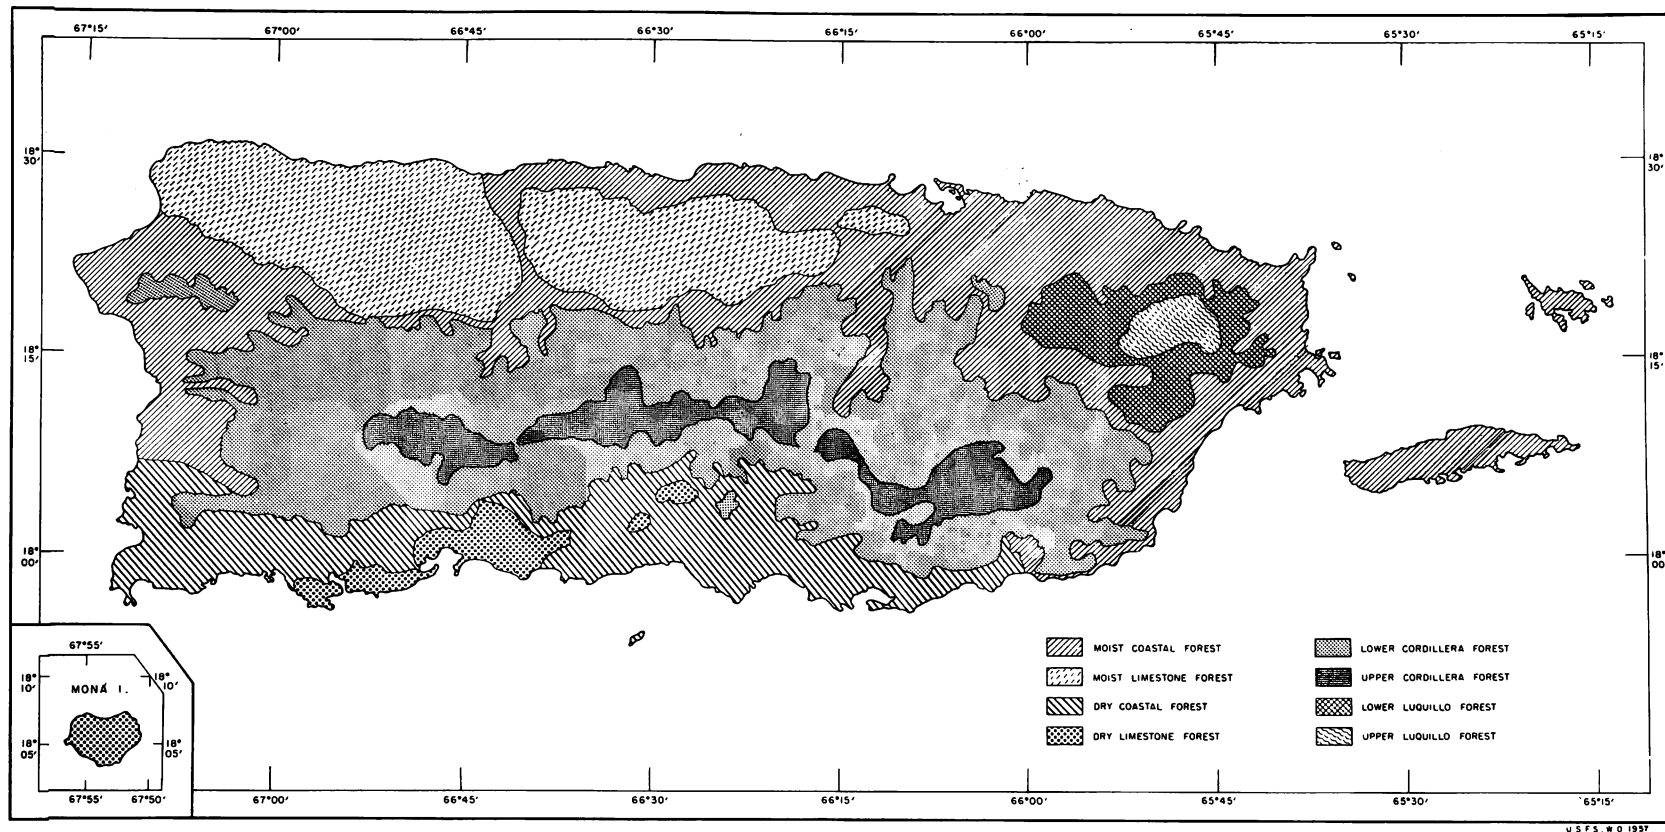 67°15′ 67°00′ 66°45′ 66°30′ 66°15′ 66°00′ 65°45′ 65°30′ 65°15′
18° 30′
18° 30′
18° 15′
18° 15′
18° 00′
18° 00′
MOIST COASTAL FOREST
MOIST LIMESTONE FOREST
DRY COASTAL FOREST
DRY LIMESTONE FOREST
LOWER CORDILLERA FOREST
UPPER CORDILLERA FOREST
LOWER LUQUILLO FOREST
UPPER LUQUILLO FOREST
67°55′
18° 10′
18° 10′
MONA I.
18° 05′
18° 05′
67°55′ 67°50′
67°00′ 66°45′ 66°30′ 66°15′ 66°00′ 65°45′ 65°30′ 65°15′
U S F S. W O 1957